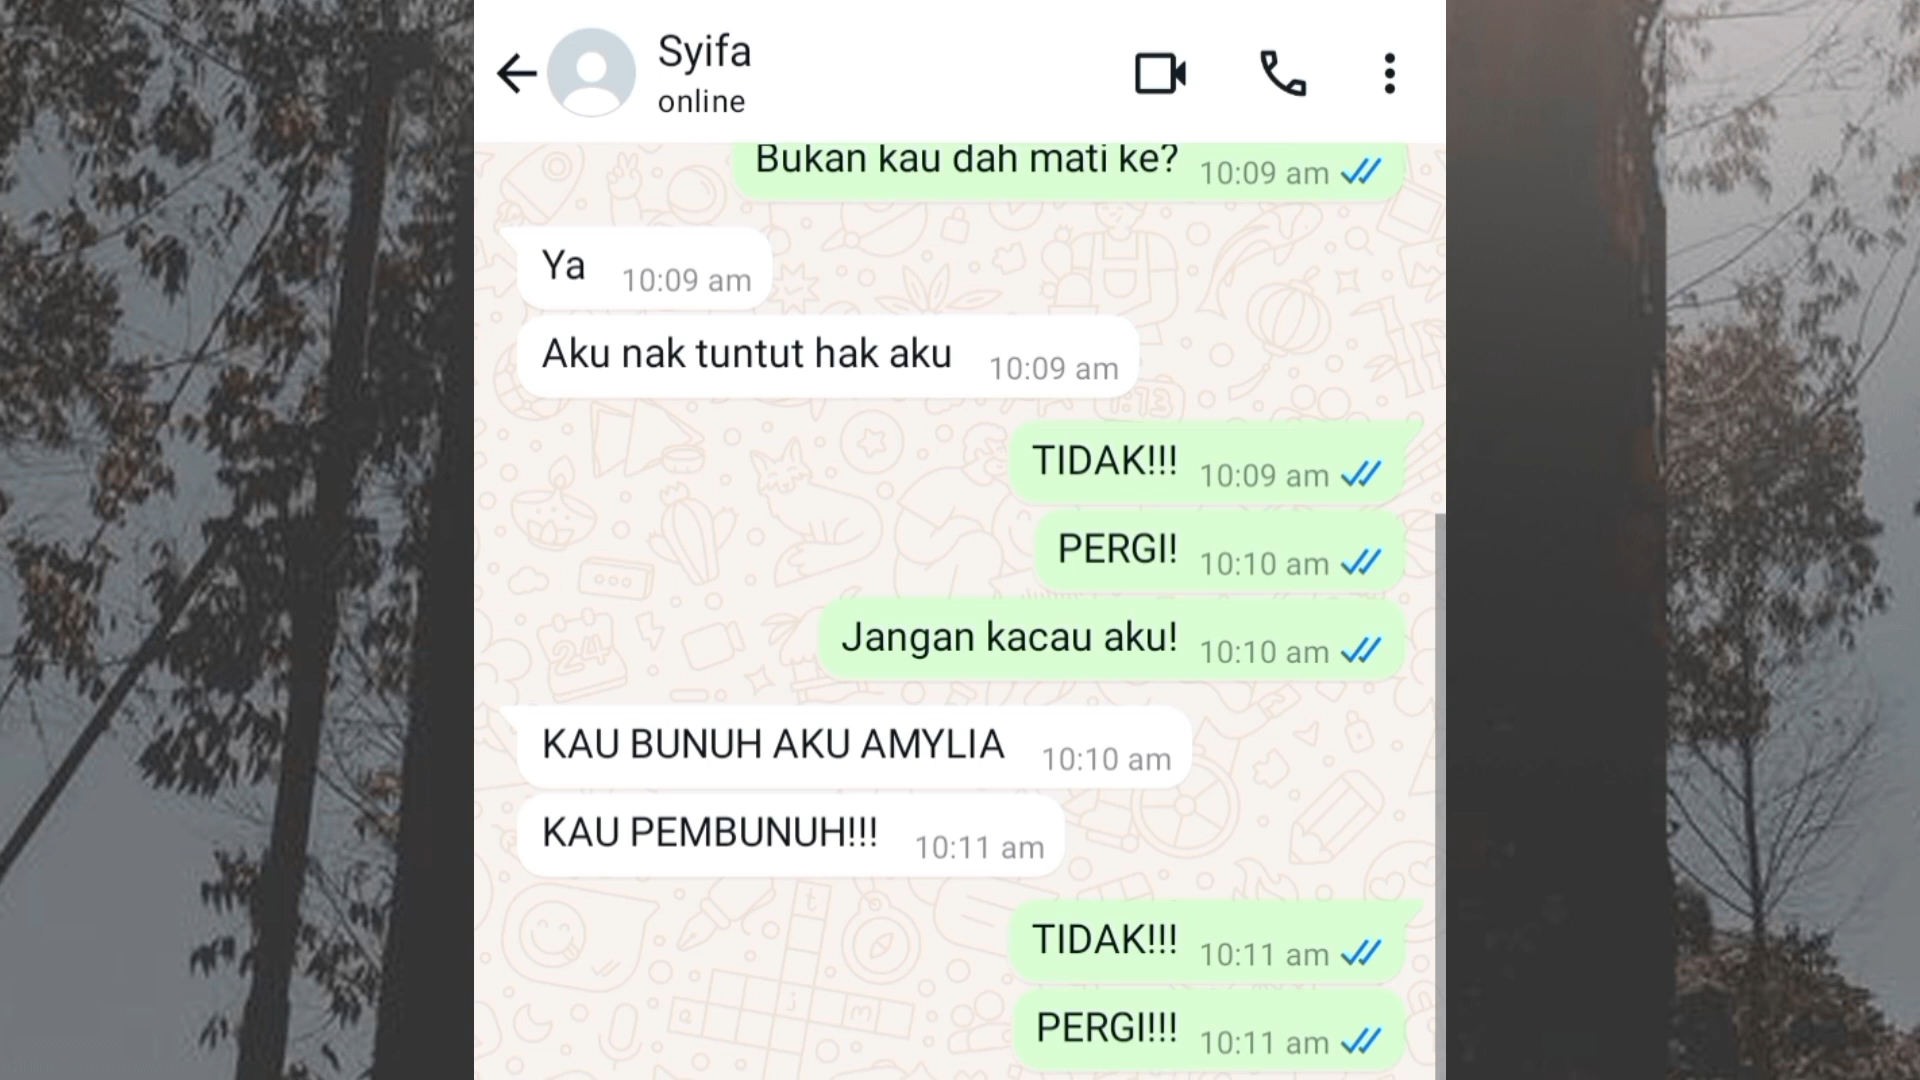 Syifa
online
Bukan kau dah mati ke? 10:09 am
Ya 10:09 am
Aku nak tuntut hak aku 10:09 am
TIDAK!!! 10:09 am
PERGI! 10:10 am
Jangan kacau aku! 10:10 am
KAU BUNUH AKU AMYLIA 10:10 am
KAU PEMBUNUH!!! 10:11 am
TIDAK!!! 10:11 am
PERGI!!! 10:11 am